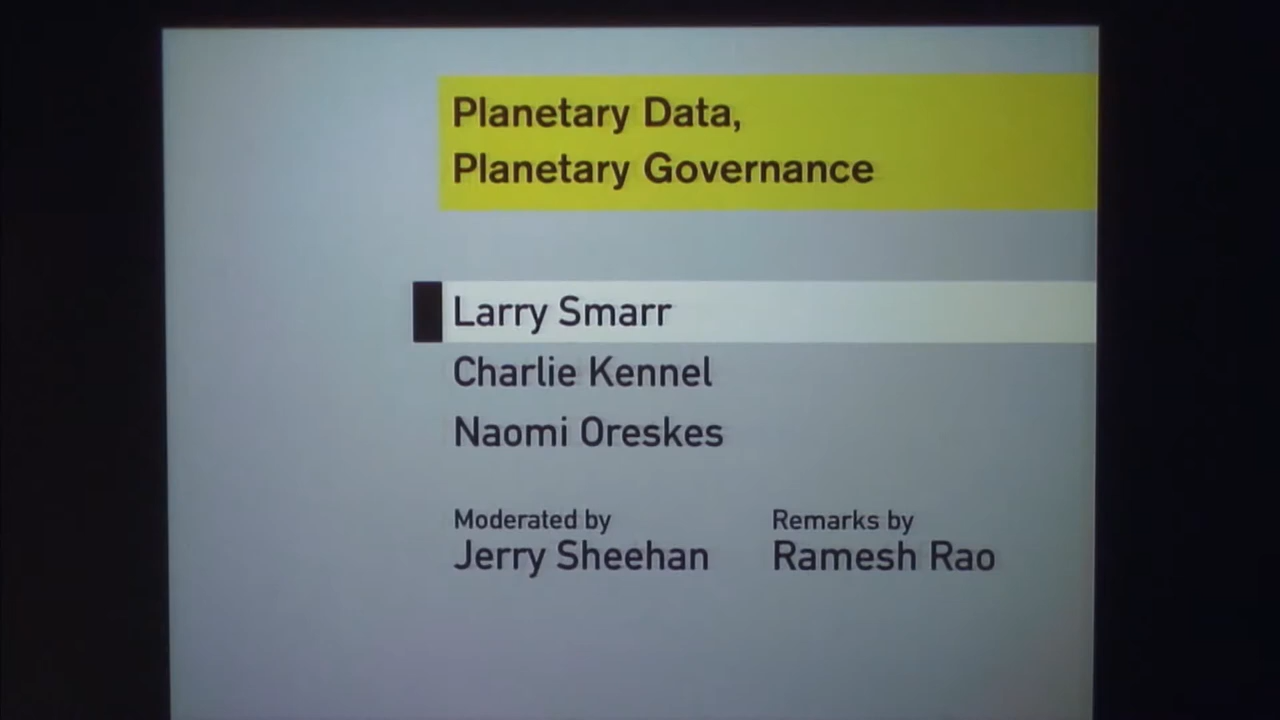 Planetary Data,
Planetary Governance
Larry Smarr
Charlie Kennel
Naomi Oreskes
Moderated by
Jerry Sheehan
Remarks by
Ramesh Rao